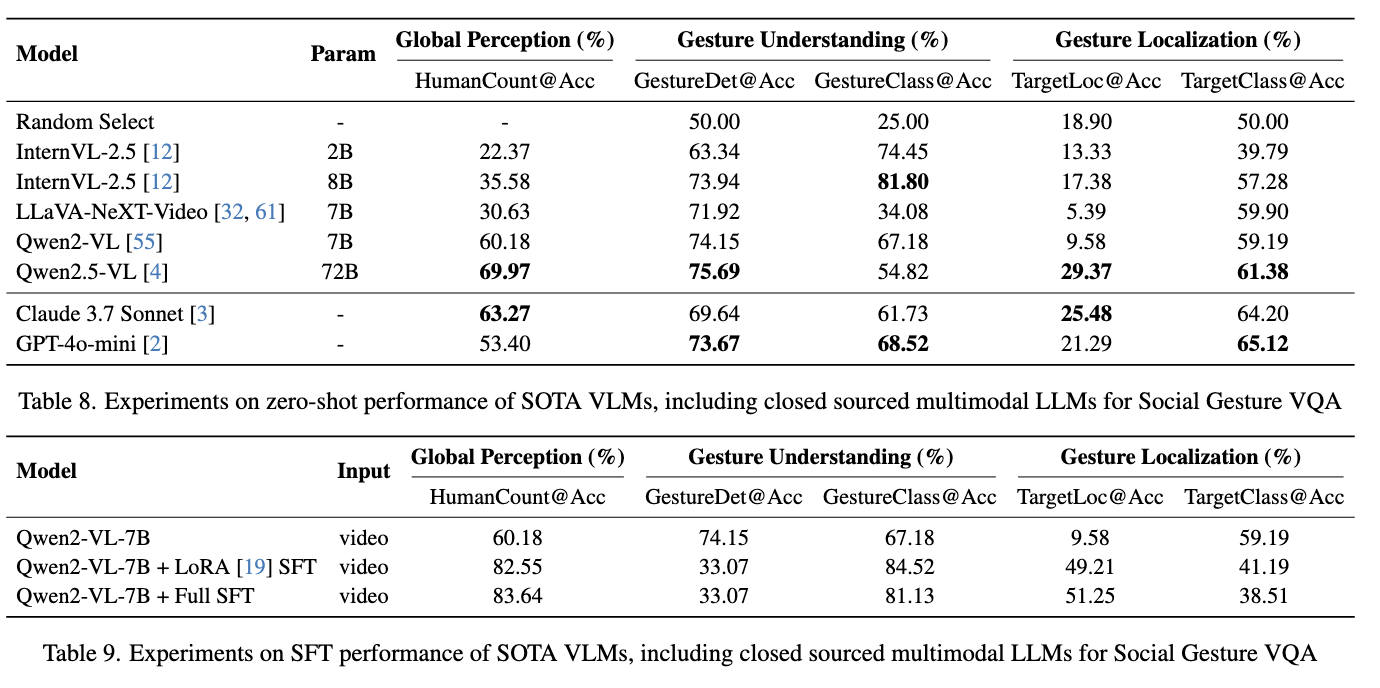 Model Param Global Perception (%) Gesture Understanding (%) Gesture Localization (%)
HumanCount@Acc GestureDet@Acc GestureClass@Acc TargetLoc@Acc TargetClass@Acc
Random Select - - 50.00 25.00 18.90 50.00
InternVL-2.5 [12] 2B 22.37 63.34 74.45 13.33 39.79
InternVL-2.5 [12] 8B 35.58 73.94 81.80 17.38 57.28
LLaVA-NeXT-Video [32, 61] 7B 30.63 71.92 34.08 5.39 59.90
Qwen2-VL [55] 7B 60.18 74.15 67.18 9.58 59.19
Qwen2.5-VL [4] 72B 69.97 75.69 54.82 29.37 61.38
Claude 3.7 Sonnet [3] - 63.27 69.64 61.73 25.48 64.20
GPT-4o-mini [2] - 53.40 73.67 68.52 21.29 65.12
Table 8. Experiments on zero-shot performance of SOTA VLMs, including closed sourced multimodal LLMs for Social Gesture VQA
Model Input Global Perception (%) Gesture Understanding (%) Gesture Localization (%)
HumanCount@Acc GestureDet@Acc GestureClass@Acc TargetLoc@Acc TargetClass@Acc
Qwen2-VL-7B video 60.18 74.15 67.18 9.58 59.19
Qwen2-VL-7B + LoRA [19] SFT video 82.55 33.07 84.52 49.21 41.19
Qwen2-VL-7B + Full SFT video 83.64 33.07 81.13 51.25 38.51
Table 9. Experiments on SFT performance of SOTA VLMs, including closed sourced multimodal LLMs for Social Gesture VQA